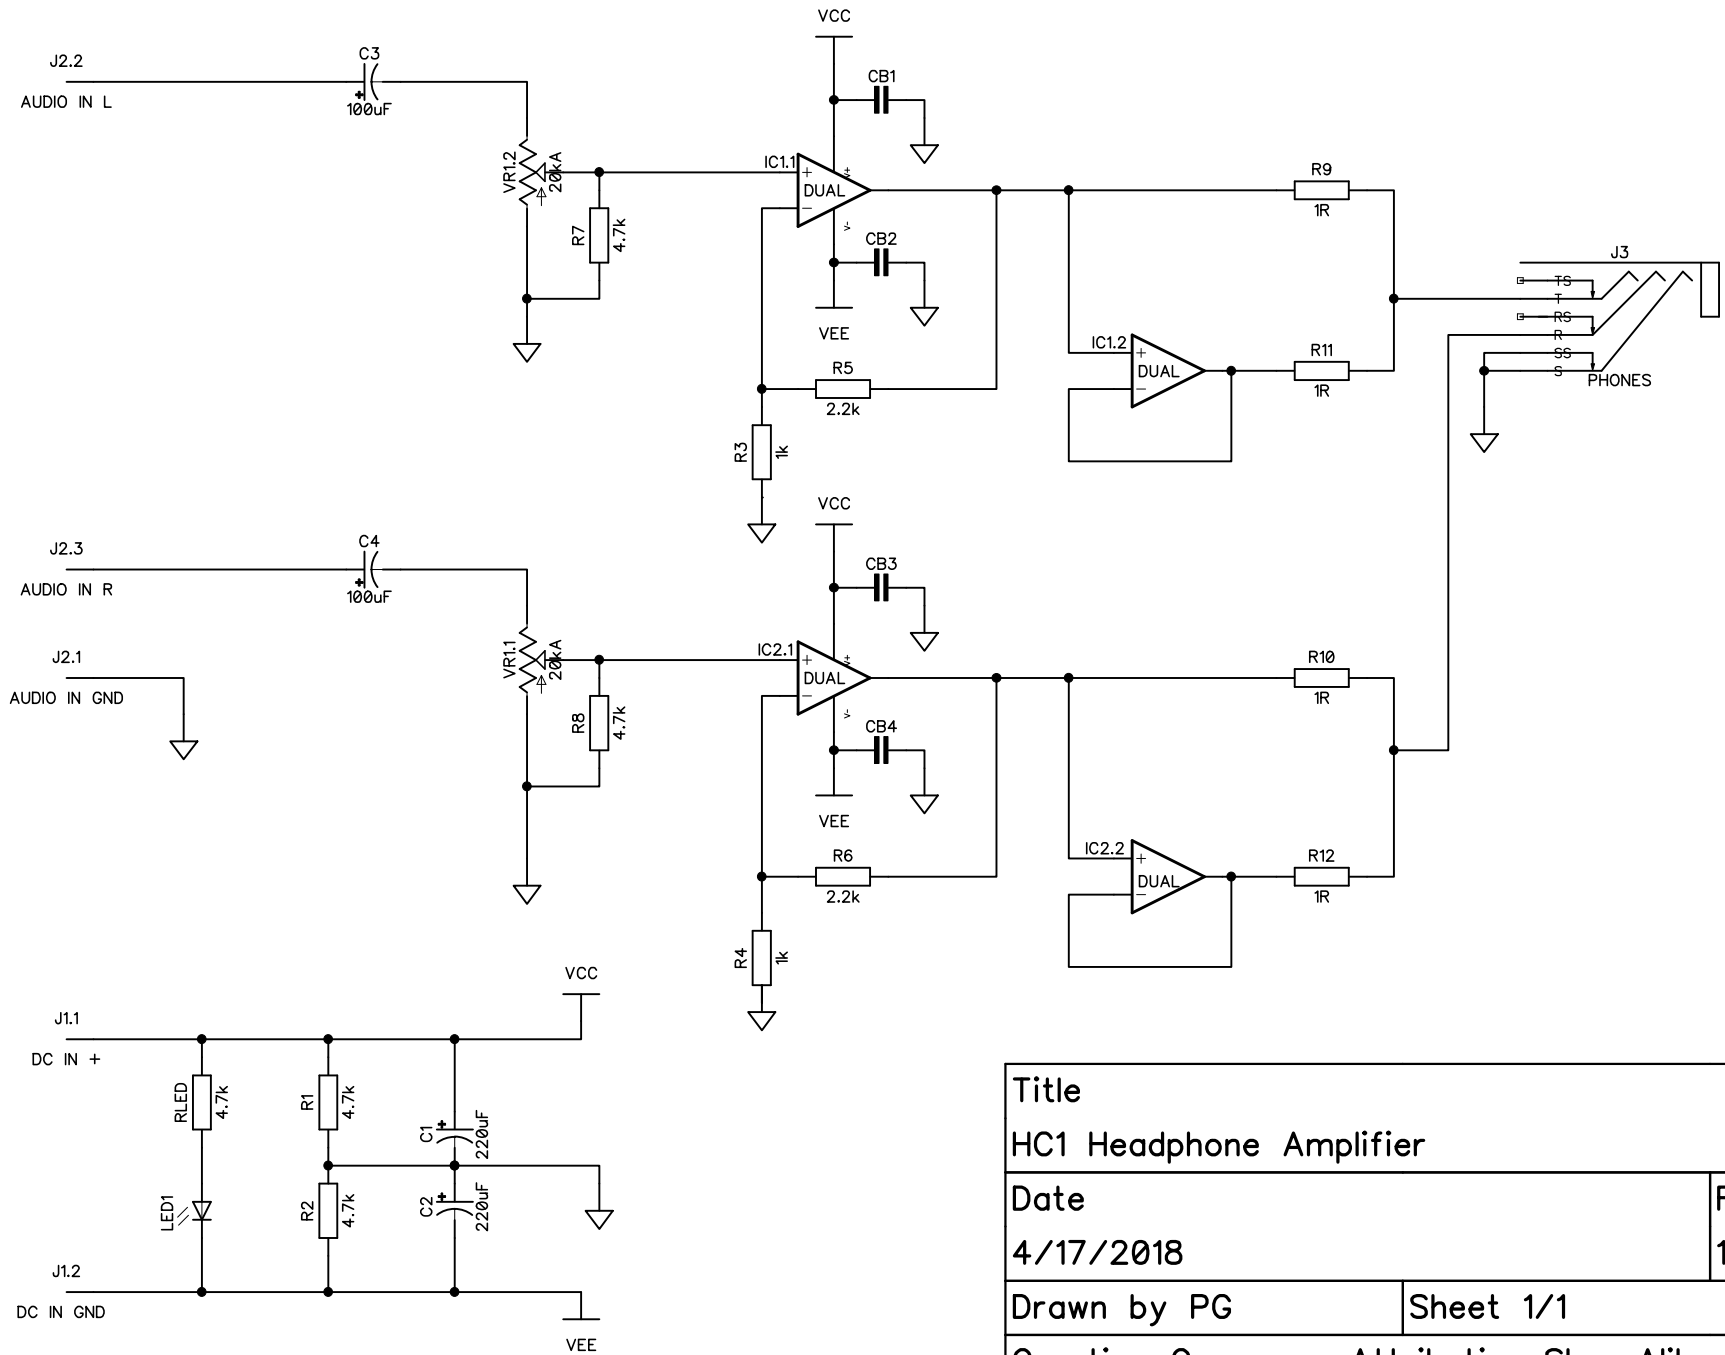 VCC
J2.2
AUDIO IN L
C3
+
100uF
CB1
VR1.2
20kA
R7
4.7k
IC1.1
+
DUAL
-
V+
V-
CB2
VEE
R5
2.2k
R3
1k
IC1.2
+
DUAL
-
R9
1R
R11
1R
J3
TS
T
RS
R
SS
S
PHONES
VCC
J2.3
AUDIO IN R
C4
+
100uF
CB3
J2.1
AUDIO IN GND
VR1.1
20kA
R8
4.7k
IC2.1
+
DUAL
-
V+
V-
CB4
VEE
R6
2.2k
R4
1k
IC2.2
+
DUAL
-
R10
1R
R12
1R
VCC
J1.1
DC IN +
RLED
4.7k
R1
4.7k
C1
+
220uF
LED1
R2
4.7k
C2
+
220uF
J1.2
DC IN GND
VEE
Title
HC1 Headphone Amplifier
Date
4/17/2018
1
Drawn by PG
Sheet 1/1